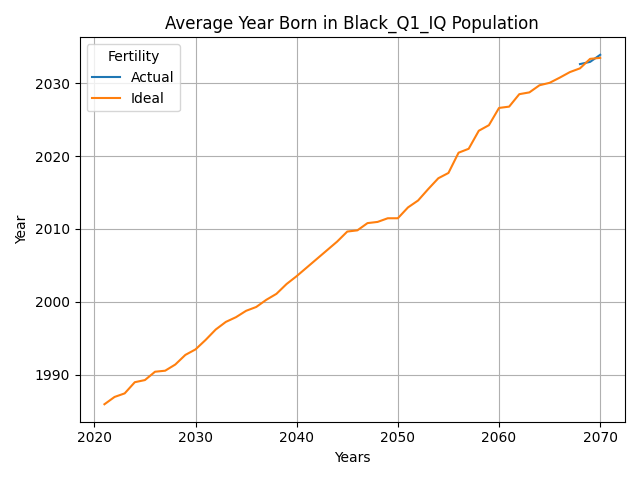 Average Year Born in Black_Q1_IQ Population
Fertility
Actual
Ideal
2030
2020
2010
2000
1990
Year
2020 2030 2040 2050 2060 2070
Years